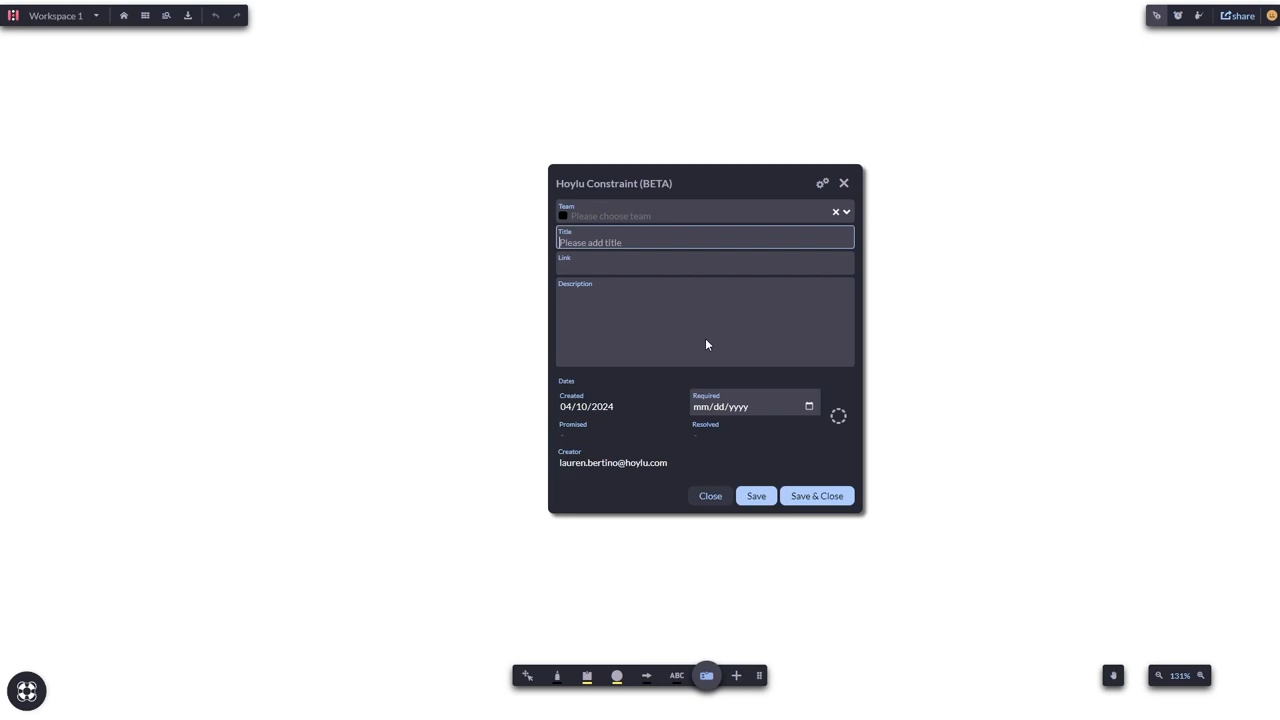 Workspace 1
share
Hoylu Constraint (BETA)
Team
Please choose team
Title
Please add title
Link
Description
Dates
Created
04/10/2024
Required
mm/dd/yyyy
Promised
-
Resolved
-
Creator
lauren.bertino@hoylu.com
Close
Save
Save & Close
ABC
131%